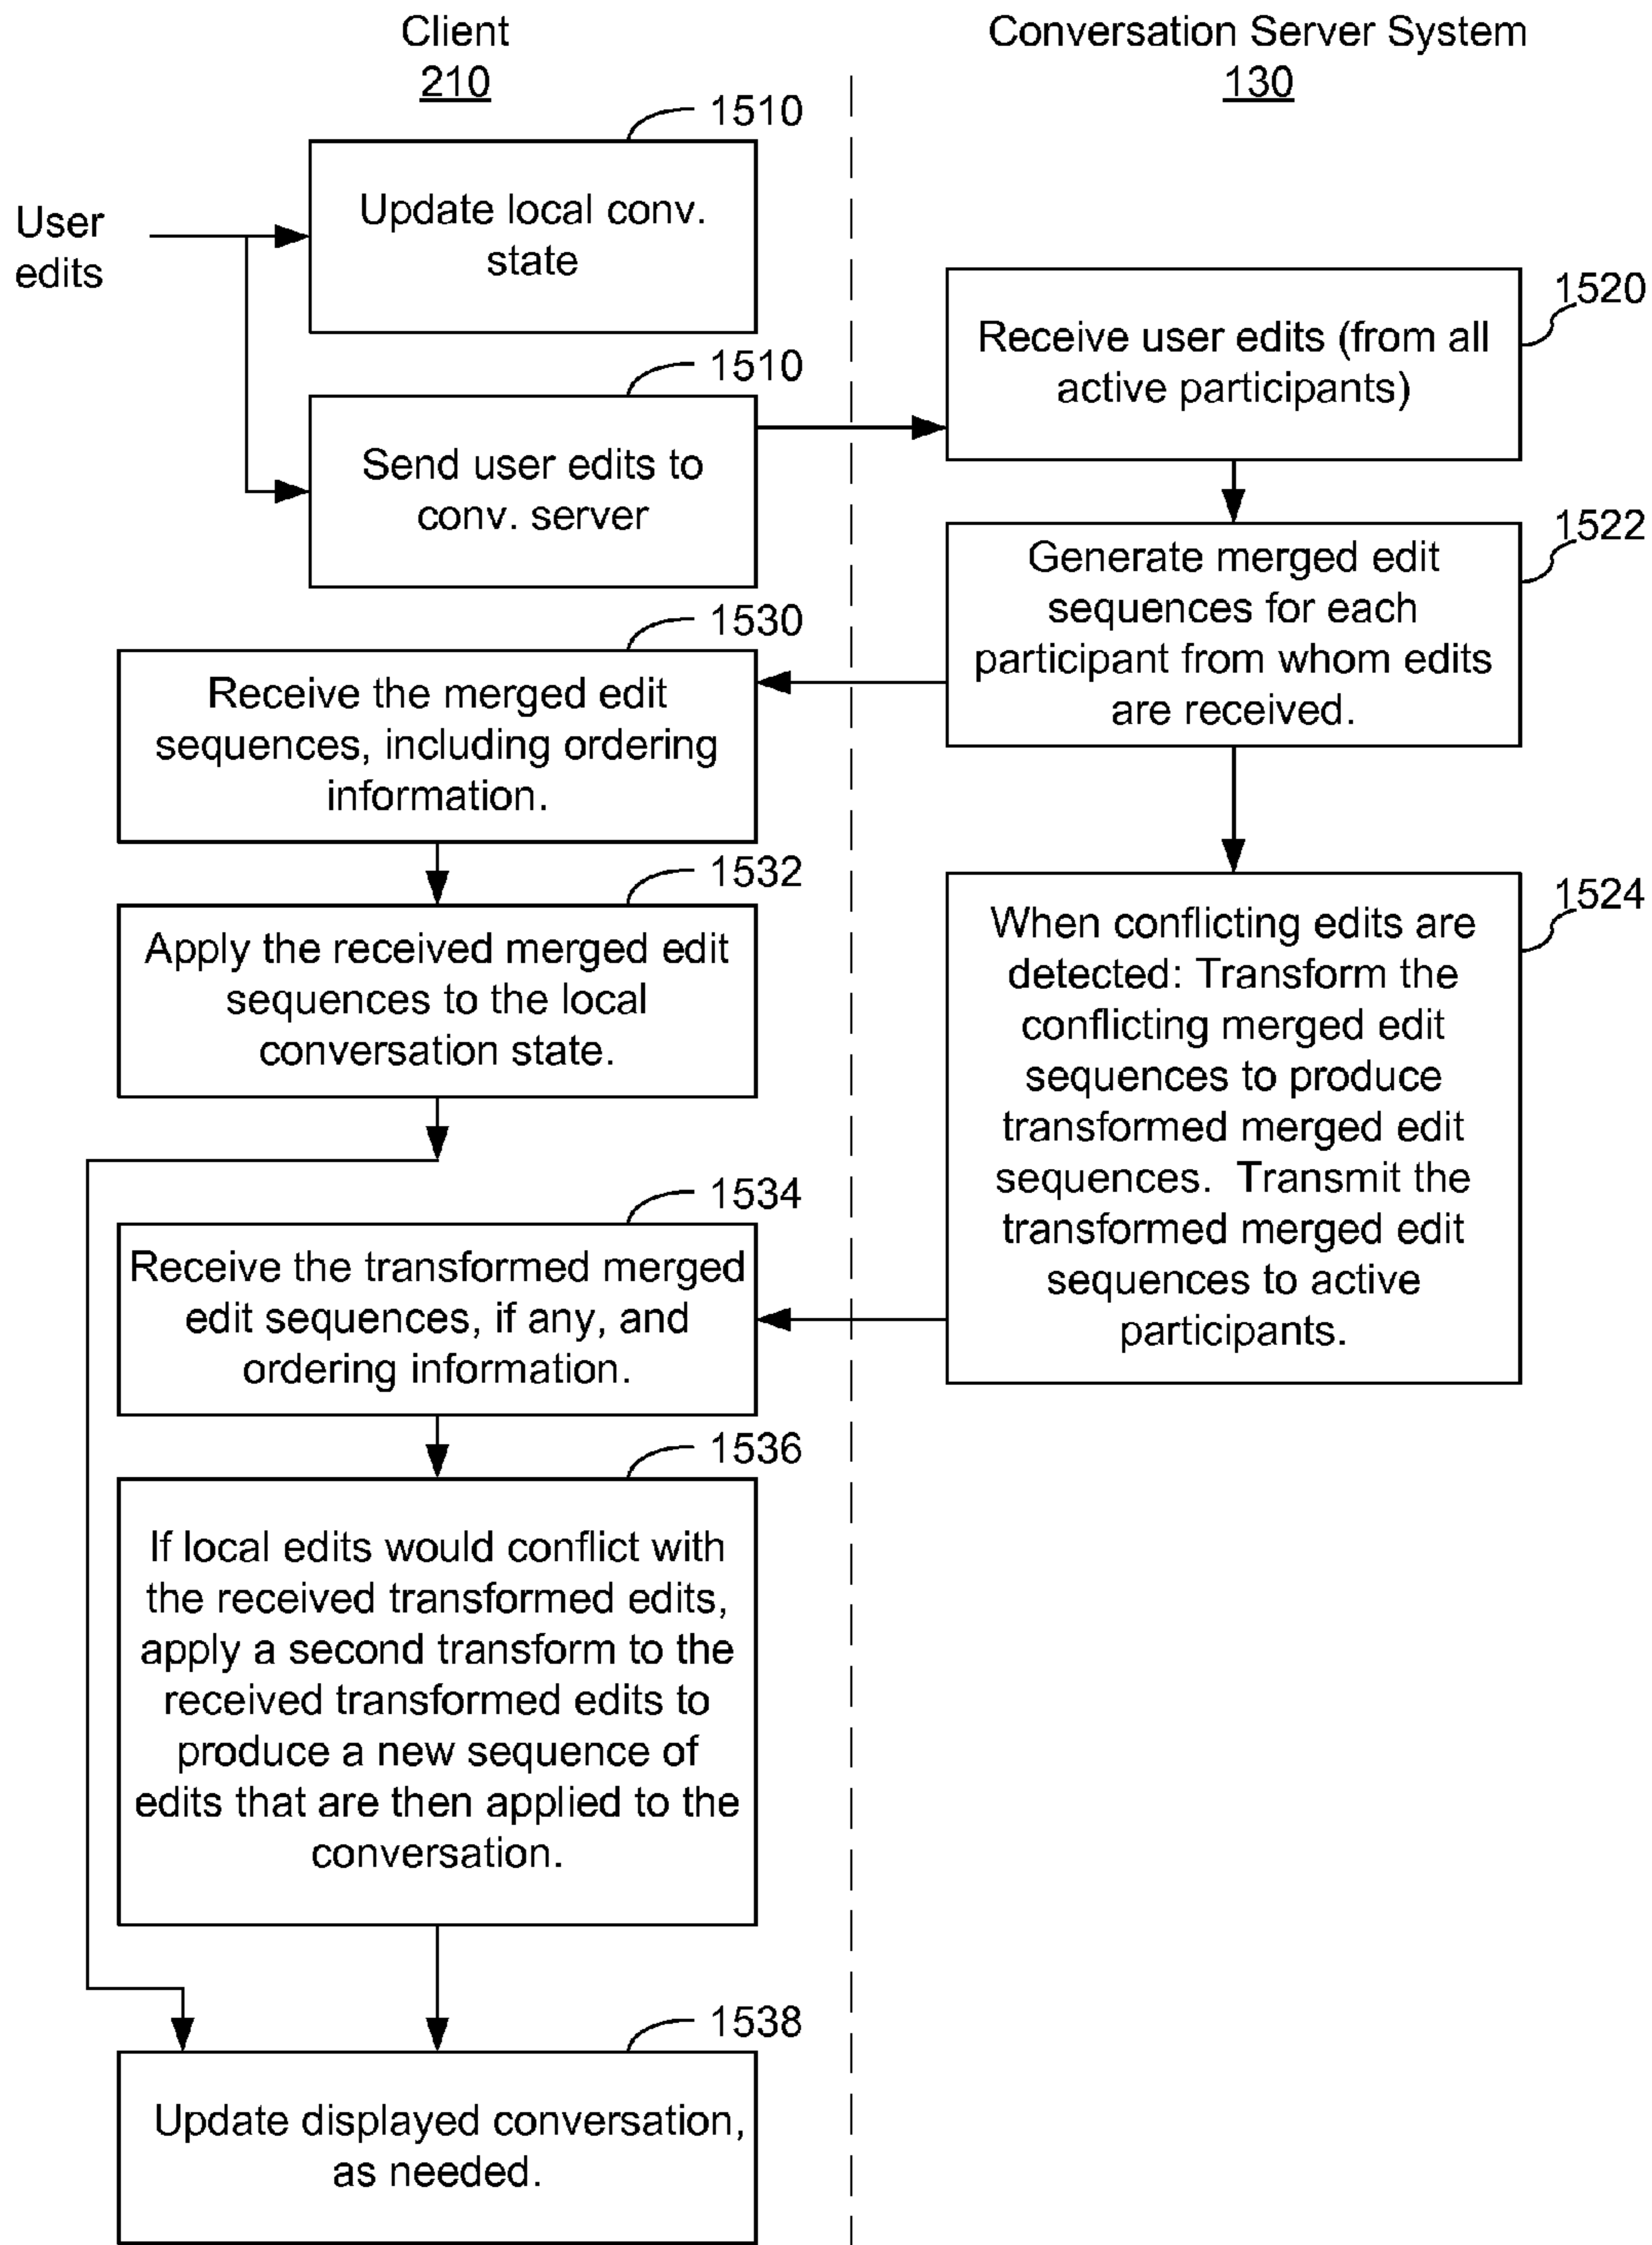 Client
210
Conversation Server System
130
User
edits
1510
Update local conv.
state
1510
Send user edits to
conv. server
1520
Receive user edits (from all
active participants)
1522
Generate merged edit
sequences for each
participant from whom edits
are received.
1530
Receive the merged edit
sequences, including ordering
information.
1532
Apply the received merged edit
sequences to the local
conversation state.
1524
When conflicting edits are
detected: Transform the
conflicting merged edit
sequences to produce
transformed merged edit
sequences.  Transmit the
transformed merged edit
sequences to active
participants.
1534
Receive the transformed merged
edit sequences, if any, and
ordering information.
1536
If local edits would conflict with
the received transformed edits,
apply a second transform to the
received transformed edits to
produce a new sequence of
edits that are then applied to the
conversation.
1538
Update displayed conversation,
as needed.